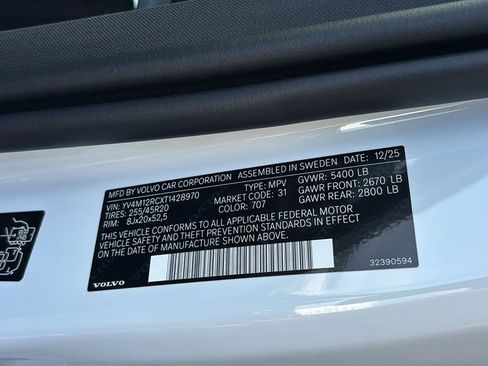 MFD BY VOLVO CAR CORPORATION ASSEMBLED IN SWEDEN DATE: 12/25
VIN: YV4M12RCXT1428970 TYPE: MPV GVWR: 5400 LB
TIRES: 255/45R20 MARKET CODE: 31 GAWR FRONT: 2670 LB
RIM: 8Jx20x52,5 COLOR: 707 GAWR REAR: 2800 LB
THIS VEHICLE CONFORMS TO ALL APPLICABLE FEDERAL MOTOR
VEHICLE SAFETY AND THEFT PREVENTION STANDARDS IN EFFECT
ON THE DATE OF MANUFACTURE SHOWN ABOVE.
VOLVO 32390594